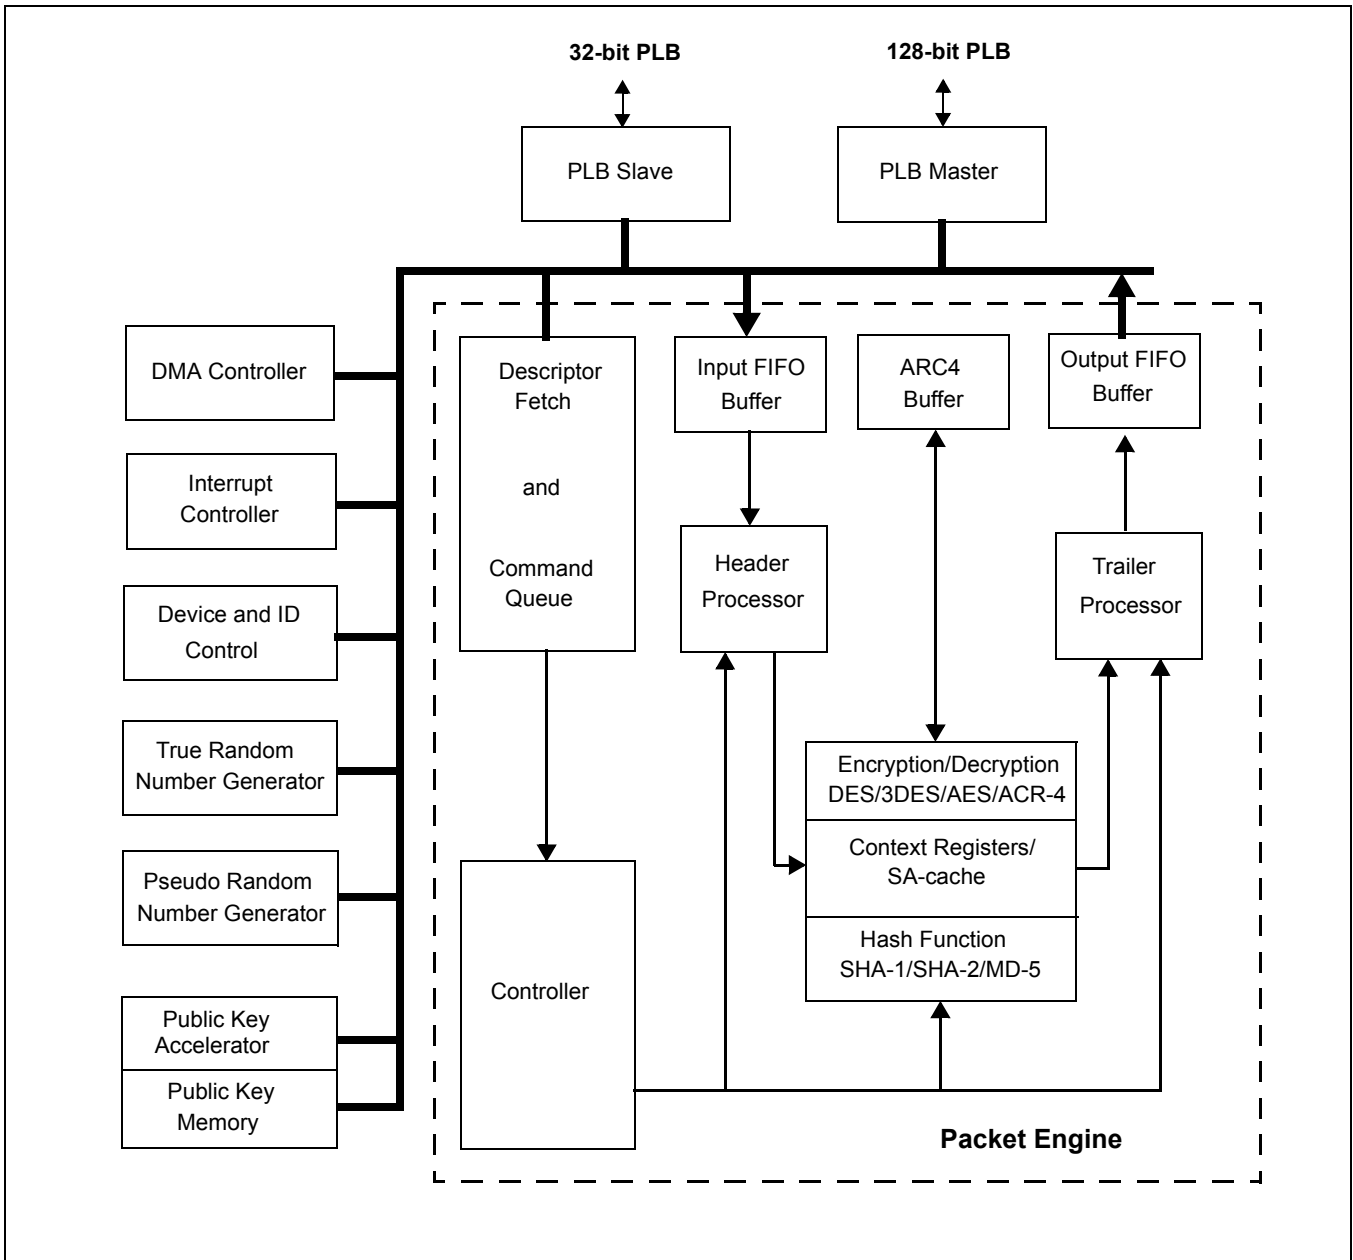 32-bit PLB
128-bit PLB
PLB Slave
PLB Master
DMA Controller
Interrupt
Controller
Device and ID
Control
True Random
Number Generator
Pseudo Random
Number Generator
Public Key
Accelerator
Public Key
Memory
Descriptor
Fetch
and
Command
Queue
Controller
Input FIFO
Buffer
Header
Processor
ARC4
Buffer
Encryption/Decryption
DES/3DES/AES/ACR-4
Context Registers/
SA-cache
Hash Function
SHA-1/SHA-2/MD-5
Output FIFO
Buffer
Trailer
Processor
Packet Engine